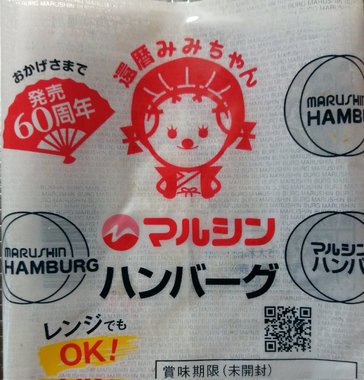 おかげさまで
発売
60周年
還暦みみちゃん
MARUSHIN
HAMBU
マルシン
MARUSHIN
HAMBURG
マルシン
ハンバ
ハンバーグ
レンジでも
OK!
賞味期限(未開封)